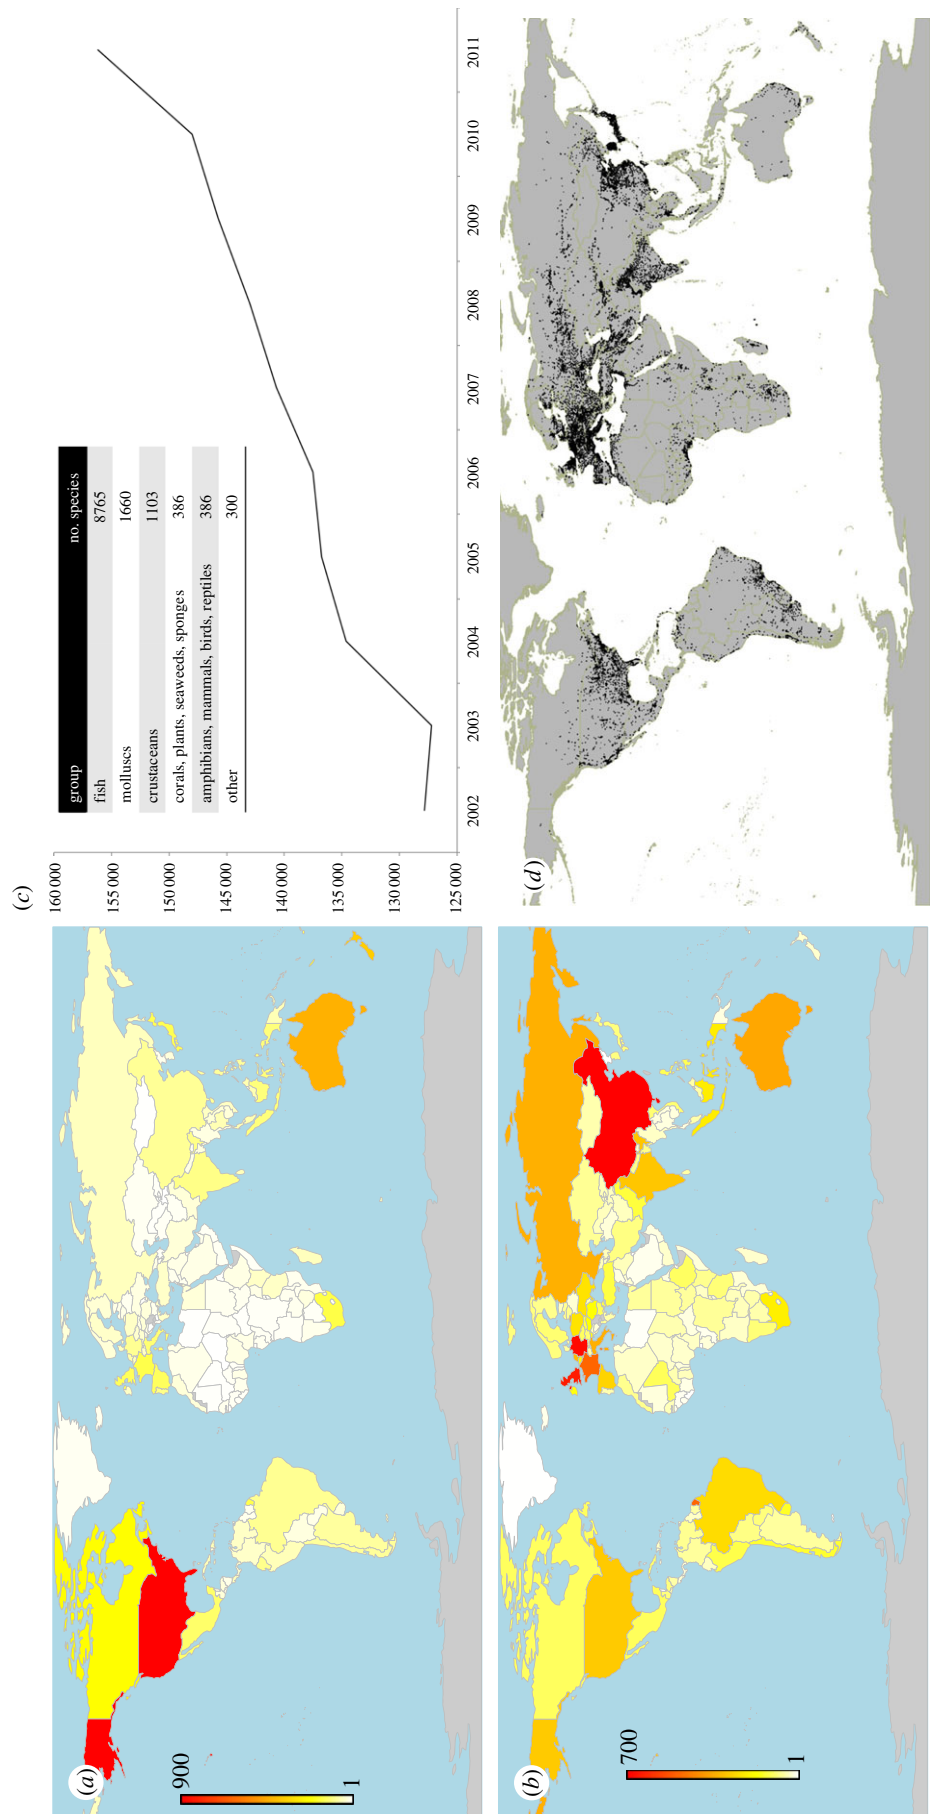 (a)
900
1
(c)
160 000
155 000
150 000
145 000
140 000
135 000
130 000
125 000
group no. species
fish 8765
molluscs 1660
crustaceans 1103
corals, plants, seaweeds, sponges 386
amphibians, mammals, birds, reptiles 386
other 300
2002 2003 2004 2005 2006 2007 2008 2009 2010 2011
(b)
700
1
(d)